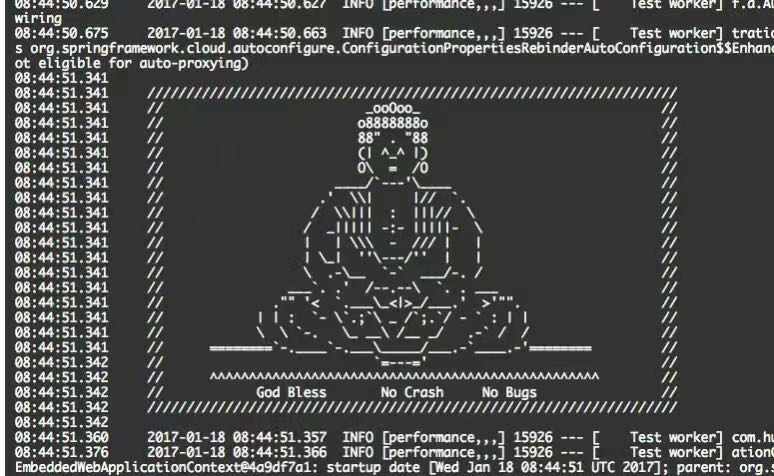 08:44:50.629     2017-01-18 08:44:50.627  INFO [performance,,,] 15926 --- [    Test worker] f.a.Au
wiring
08:44:50.675     2017-01-18 08:44:50.663  INFO [performance,,,] 15926 --- [    Test worker] tratio
s org.springframework.cloud.autoconfigure.ConfigurationPropertiesRebinderAutoConfiguration$$Enhanc
ot eligible for auto-proxying)
08:44:51.341
08:44:51.341     ////////////////////////////////////////////////////////////////////
08:44:51.341     //                          _ooOoo_                               //
08:44:51.341     //                         o8888888o                              //
08:44:51.341     //                         88" . "88                              //
08:44:51.341     //                         (| ^_^ |)                              //
08:44:51.341     //                         O\  =  /O                              //
08:44:51.341     //                      ____/`---'\____                           //
08:44:51.341     //                    .'  \\|     |//  `.                         //
08:44:51.341     //                   /  \\|||  :  |||//  \                        //
08:44:51.341     //                  /  _||||| -:- |||||-  \                       //
08:44:51.341     //                  |   | \\\  -  /// |   |                       //
08:44:51.341     //                  | \_|  ''\---/''  |   |                       //
08:44:51.341     //                  \  .-\__  `-`  ___/-. /                       //
08:44:51.341     //                ___`. .'  /--.--\  `. . ___                     //
08:44:51.341     //              ."" '<  `.___\_<|>_/___.'  >'"".                  //
08:44:51.341     //            | | :  `- \`.;`\ _ /`;.`/ - ` : | |                 //
08:44:51.341     //            \  \ `-.   \_ __\ /__ _/   .-` /  /                 //
08:44:51.341     //      ========`-.____`-.___\_____/___.-`____.-'========         //
08:44:51.342     //                           `=---='                              //
08:44:51.342     //      ^^^^^^^^^^^^^^^^^^^^^^^^^^^^^^^^^^^^^^^^^^^^^^^^^^        //
08:44:51.342     //            God Bless       No Crash     No Bugs                //
08:44:51.342     ////////////////////////////////////////////////////////////////////
08:44:51.342
08:44:51.360     2017-01-18 08:44:51.357  INFO [performance,,,] 15926 --- [    Test worker] com.hu
08:44:51.376     2017-01-18 08:44:51.366  INFO [performance,,,] 15926 --- [    Test worker] ationC
EmbeddedWebApplicationContext@4a9df7a1: startup date [Wed Jan 18 08:44:51 UTC 2017]; parent: org.s